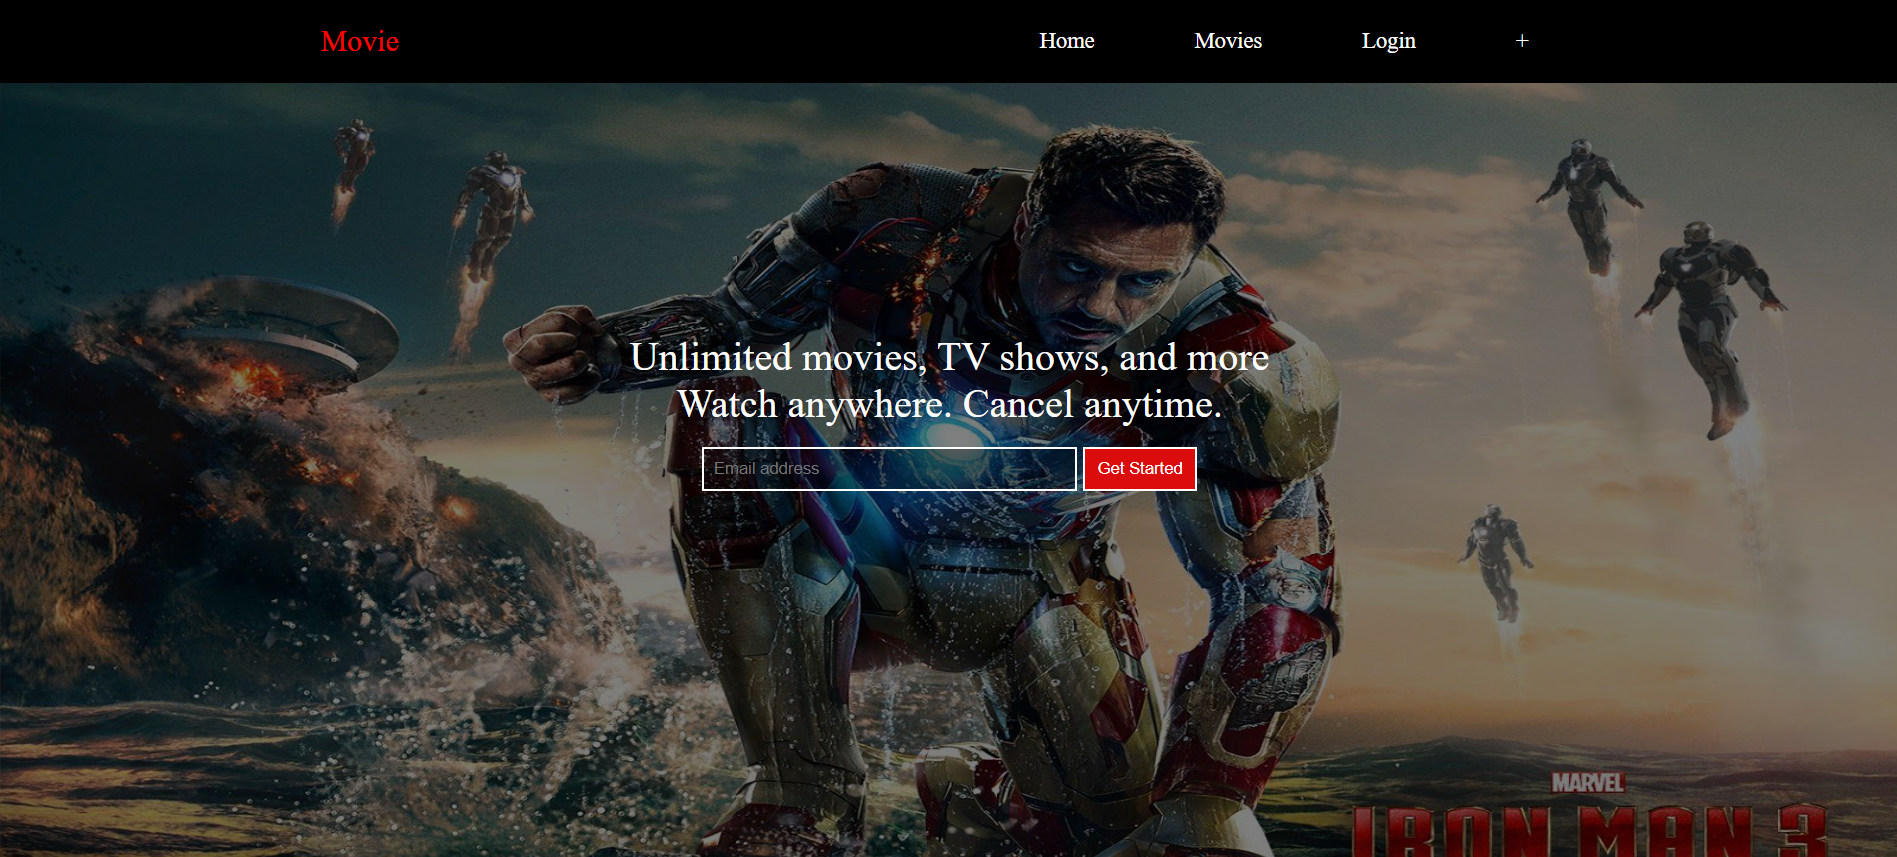 Movie
Home
Movies
Login
+
Unlimited movies, TV shows, and more
Watch anywhere. Cancel anytime.
Email address
Get Started
MARVEL
IRON MAN 3